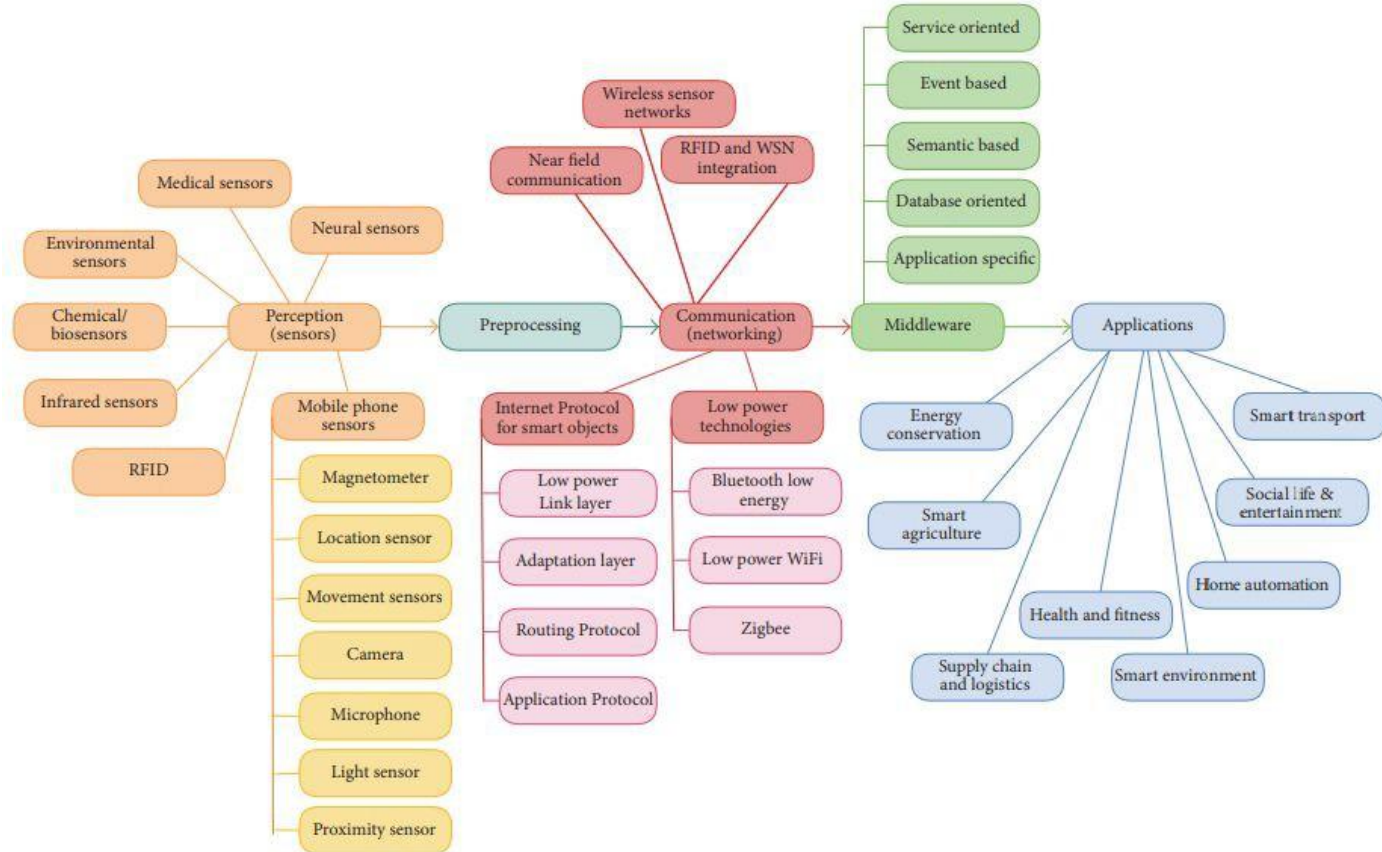 Service oriented
Event based
Semantic based
Database oriented
Application specific
Wireless sensor
networks
Near field
communication
RFID and WSN
integration
Medical sensors
Neural sensors
Environmental
sensors
Chemical/
biosensors
Infrared sensors
RFID
Perception
(sensors)
Preprocessing
Communication
(networking)
Middleware
Applications
Mobile phone
sensors
Magnetometer
Location sensor
Movement sensors
Camera
Microphone
Light sensor
Proximity sensor
Internet Protocol
for smart objects
Low power
Link layer
Adaptation layer
Routing Protocol
Application Protocol
Low power
technologies
Bluetooth low
energy
Low power WiFi
Zigbee
Energy
conservation
Smart
agriculture
Supply chain
and logistics
Health and fitness
Smart environment
Home automation
Social life &
entertainment
Smart transport